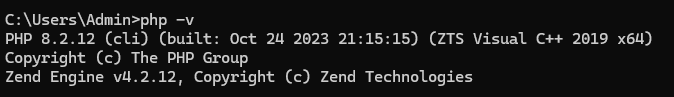 C:\Users\Admin>php -v
PHP 8.2.12 (cli) (built: Oct 24 2023 21:15:15) (ZTS Visual C++ 2019 x64)
Copyright (c) The PHP Group
Zend Engine v4.2.12, Copyright (c) Zend Technologies